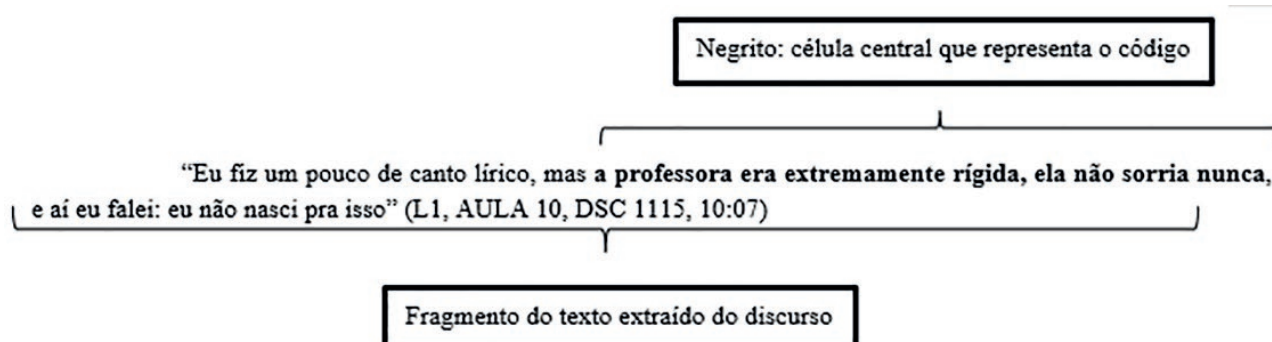 Negrito: célula central que representa o código
“Eu fiz um pouco de canto lírico, mas a professora era extremamente rígida, ela não sorria nunca,
e aí eu falei: eu não nasci pra isso” (L1, AULA 10, DSC 1115, 10:07)
Fragmento do texto extraído do discurso